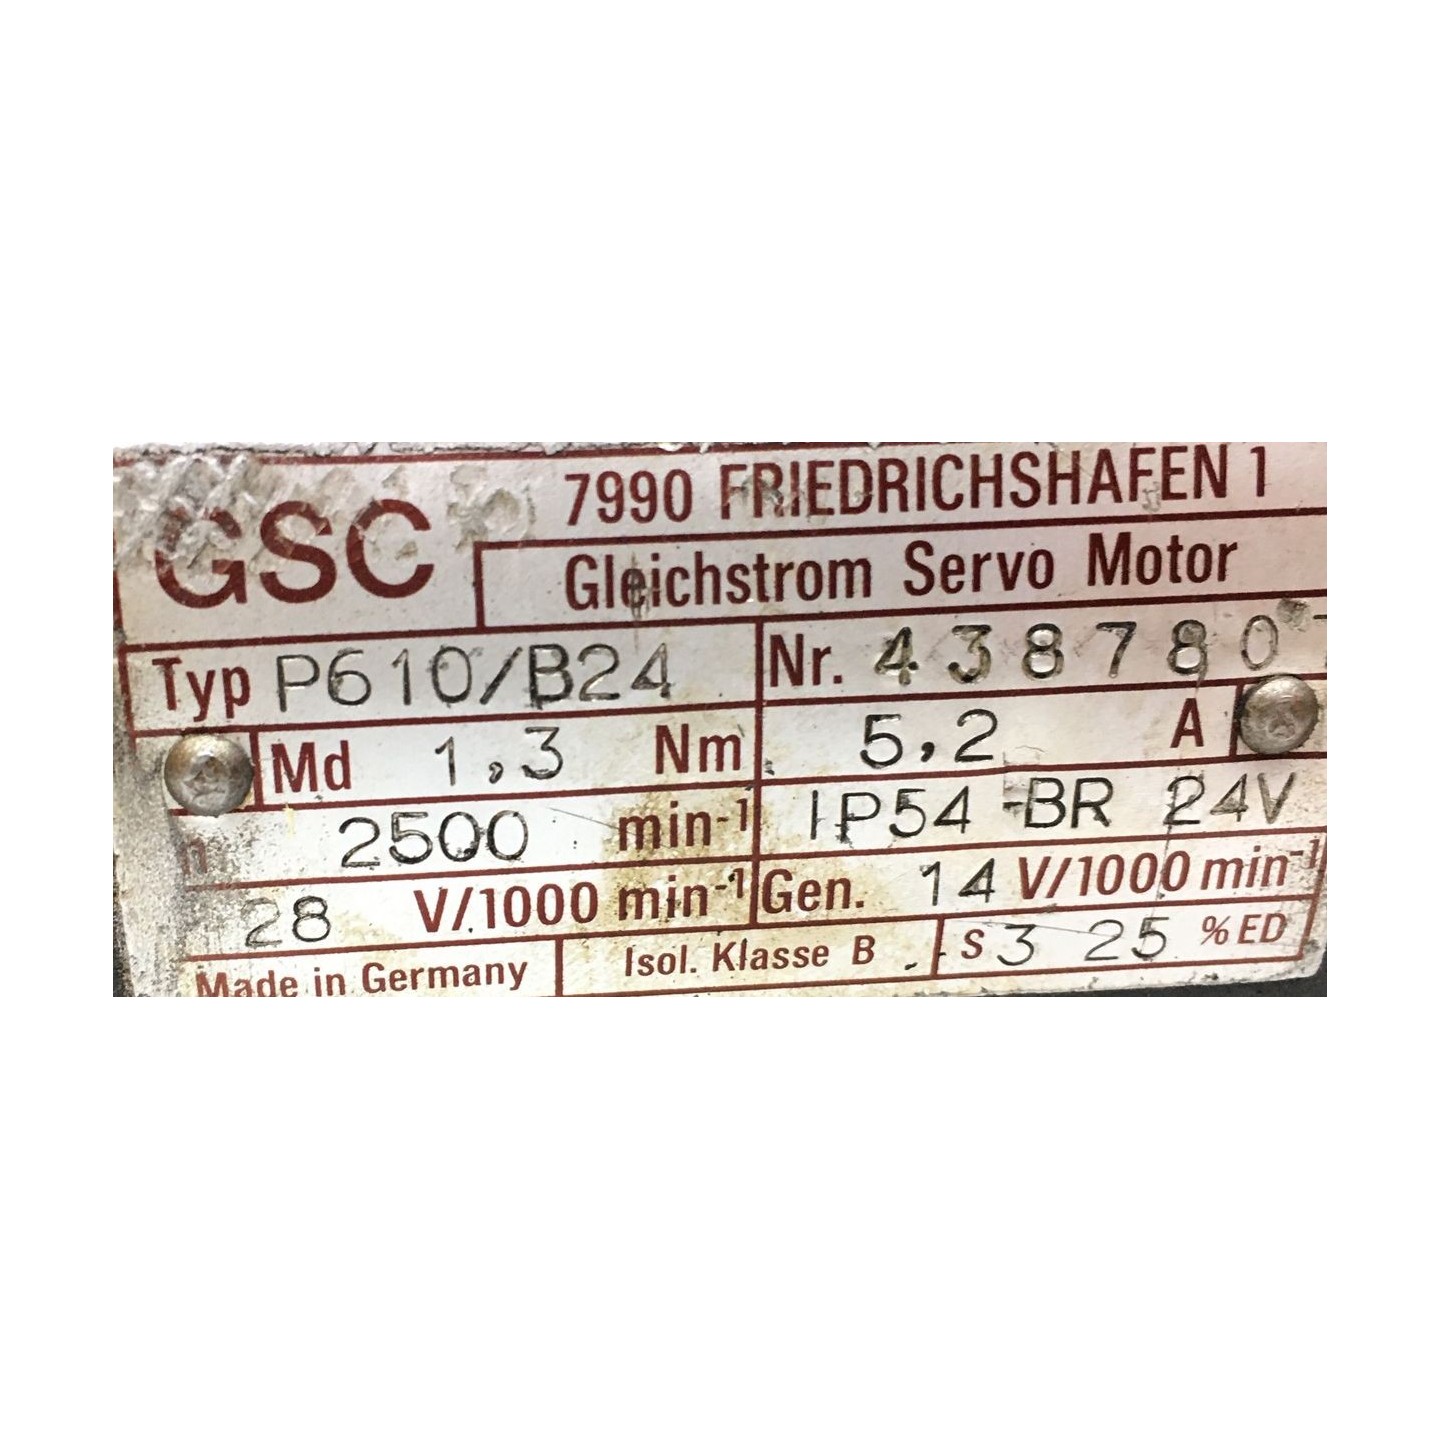 GSC 7990 FRIEDRICHSHAFEN 1
Gleichstrom Servo Motor
Typ P610/B24 Nr. 438780
Md 1,3 Nm 5,2 A
n 2500 min-1 IP54-BR 24V
28 V/1000 min-1 Gen. 14 V/1000 min-1
Made in Germany Isol. Klasse B S3 25 % ED